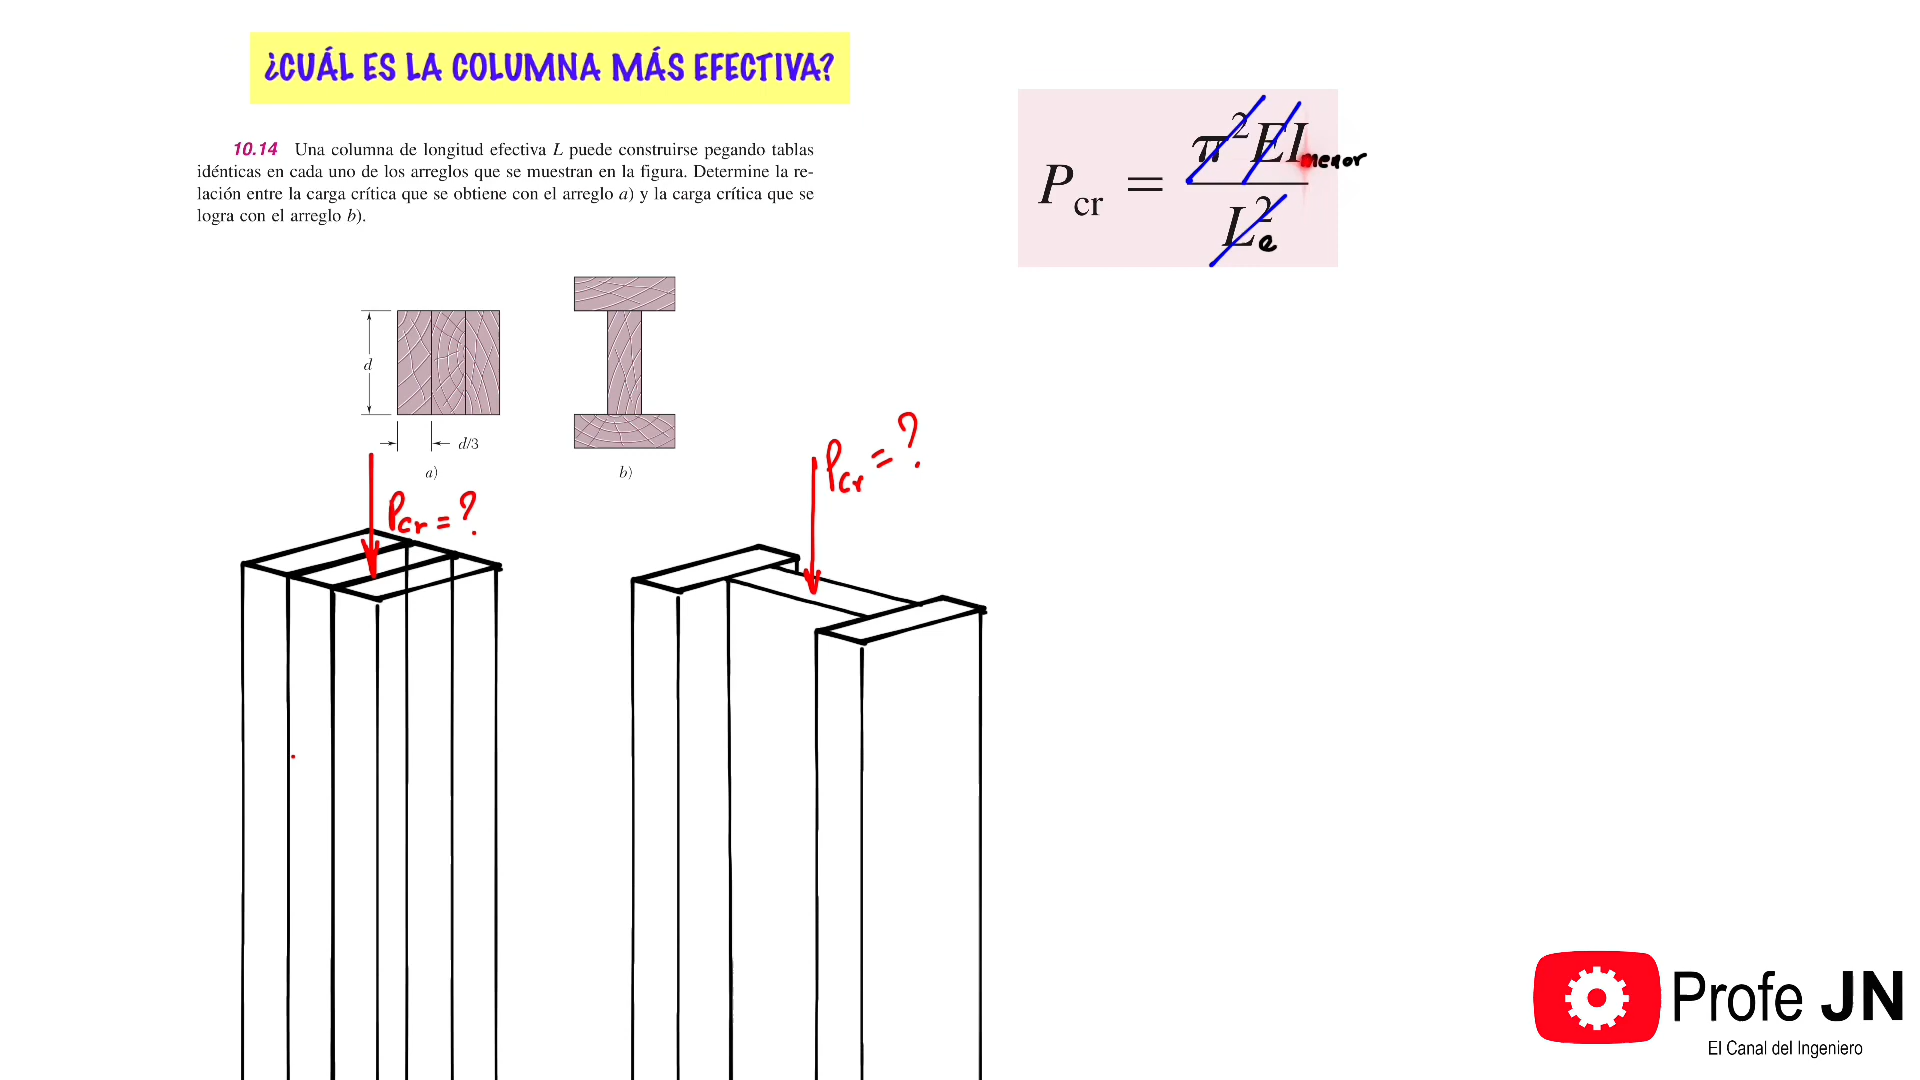 ¿CUÁL ES LA COLUMNA MÁS EFECTIVA?
10.14 Una columna de longitud efectiva L puede construirse pegando tablas
idénticas en cada uno de los arreglos que se muestran en la figura. Determine la re-
lación entre la carga crítica que se obtiene con el arreglo a) y la carga crítica que se
logra con el arreglo b).
P_cr = π² EI menor / L²e
d
d/3
a)
b)
Pcr = ?
Pcr = ?
Profe JN
El Canal del Ingeniero